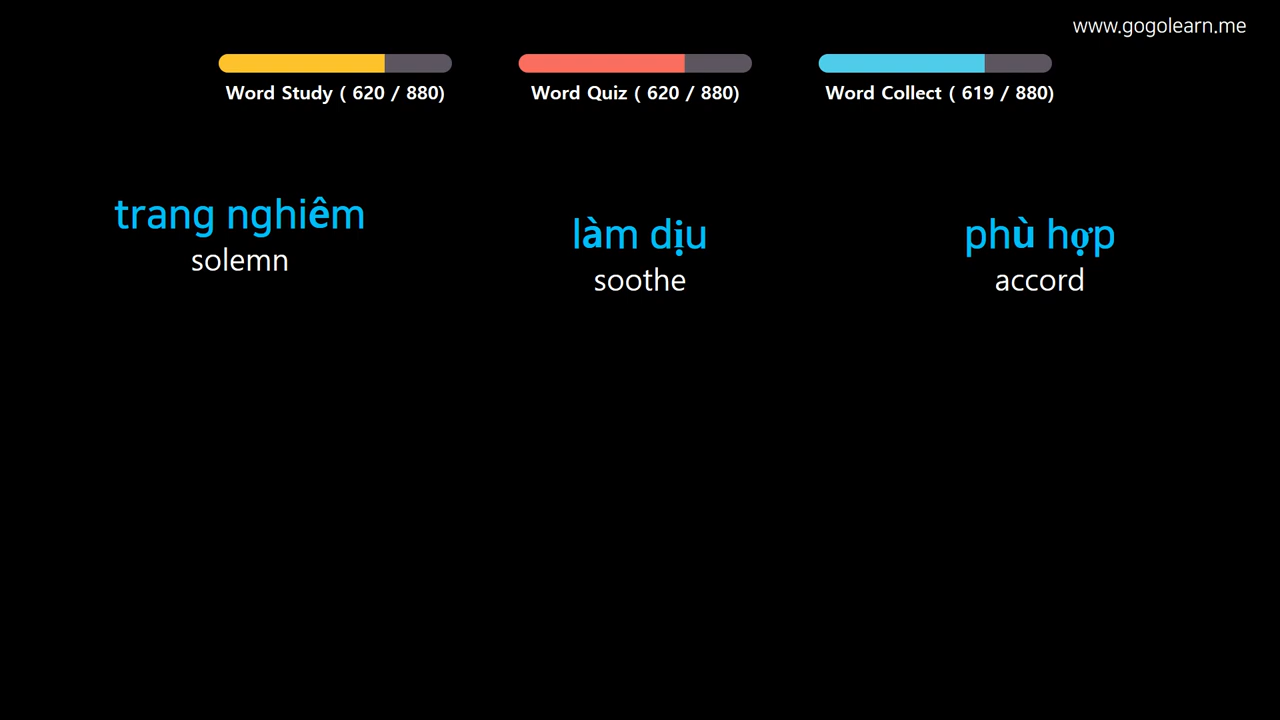 www.gogolearn.me
Word Study ( 620 / 880)
Word Quiz ( 620 / 880)
Word Collect ( 619 / 880)
trang nghiêm
solemn
làm dịu
soothe
phù hợp
accord